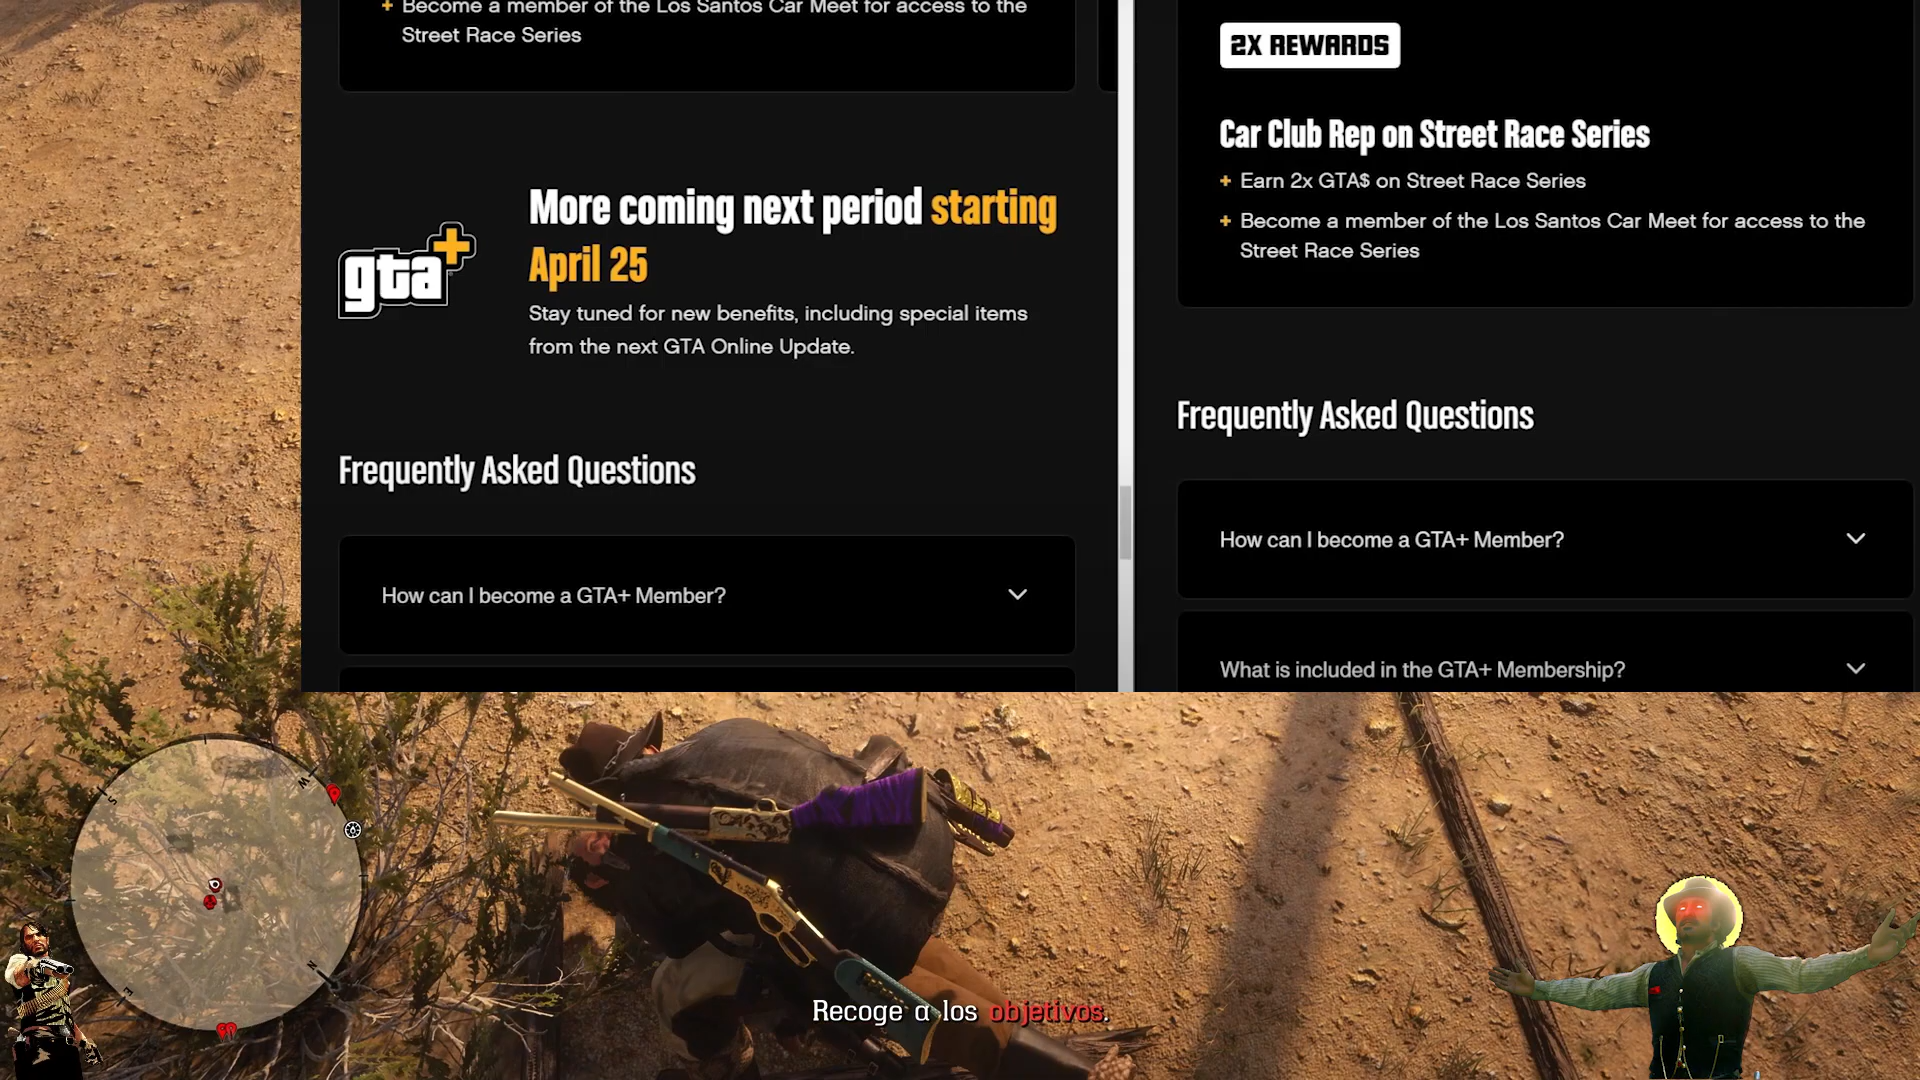 + Become a member of the Los Santos Car Meet for access to the
Street Race Series
gta+
More coming next period starting
April 25
Stay tuned for new benefits, including special items
from the next GTA Online Update.
Frequently Asked Questions
How can I become a GTA+ Member?
2X REWARDS
Car Club Rep on Street Race Series
+ Earn 2x GTA$ on Street Race Series
+ Become a member of the Los Santos Car Meet for access to the
Street Race Series
Frequently Asked Questions
How can I become a GTA+ Member?
What is included in the GTA+ Membership?
S
W
N
E
Recoge a los objetivos.